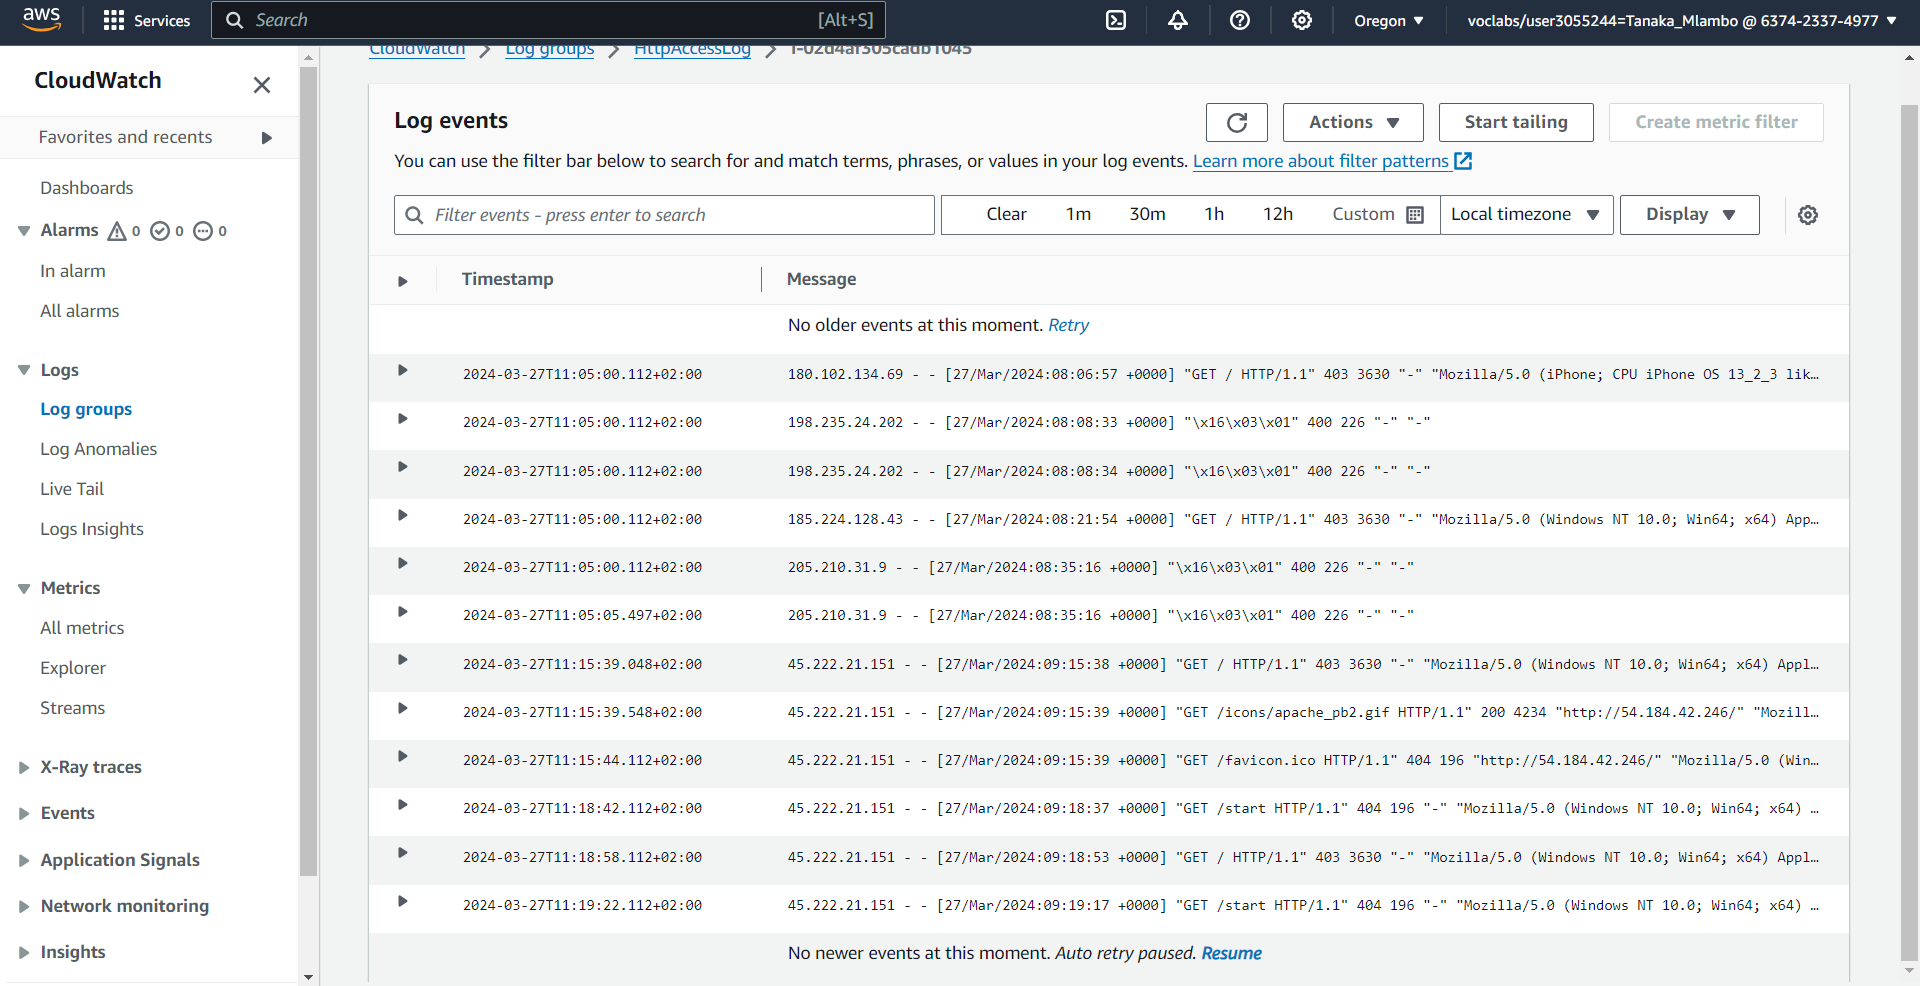 aws Services Search [Alt+S] Oregon voclabs/user3055244=Tanaka_Mlambo @ 6374-2337-4977
CloudWatch
Favorites and recents
Dashboards
Alarms 0 0 0
In alarm
All alarms
Logs
Log groups
Log Anomalies
Live Tail
Logs Insights
Metrics
All metrics
Explorer
Streams
X-Ray traces
Events
Application Signals
Network monitoring
Insights
CloudWatch Log groups HttpAccessLog i-02d4af305cadb1045
Log events
Actions Start tailing Create metric filter
You can use the filter bar below to search for and match terms, phrases, or values in your log events. Learn more about filter patterns
Filter events - press enter to search Clear 1m 30m 1h 12h Custom Local timezone Display
Timestamp Message
No older events at this moment. Retry
2024-03-27T11:05:00.112+02:00 180.102.134.69 - - [27/Mar/2024:08:06:57 +0000] "GET / HTTP/1.1" 403 3630 "-" "Mozilla/5.0 (iPhone; CPU iPhone OS 13_2_3 lik…
2024-03-27T11:05:00.112+02:00 198.235.24.202 - - [27/Mar/2024:08:08:33 +0000] "\x16\x03\x01" 400 226 "-" "-"
2024-03-27T11:05:00.112+02:00 198.235.24.202 - - [27/Mar/2024:08:08:34 +0000] "\x16\x03\x01" 400 226 "-" "-"
2024-03-27T11:05:00.112+02:00 185.224.128.43 - - [27/Mar/2024:08:21:54 +0000] "GET / HTTP/1.1" 403 3630 "-" "Mozilla/5.0 (Windows NT 10.0; Win64; x64) App…
2024-03-27T11:05:00.112+02:00 205.210.31.9 - - [27/Mar/2024:08:35:16 +0000] "\x16\x03\x01" 400 226 "-" "-"
2024-03-27T11:05:05.497+02:00 205.210.31.9 - - [27/Mar/2024:08:35:16 +0000] "\x16\x03\x01" 400 226 "-" "-"
2024-03-27T11:15:39.048+02:00 45.222.21.151 - - [27/Mar/2024:09:15:38 +0000] "GET / HTTP/1.1" 403 3630 "-" "Mozilla/5.0 (Windows NT 10.0; Win64; x64) Appl…
2024-03-27T11:15:39.548+02:00 45.222.21.151 - - [27/Mar/2024:09:15:39 +0000] "GET /icons/apache_pb2.gif HTTP/1.1" 200 4234 "http://54.184.42.246/" "Mozill…
2024-03-27T11:15:44.112+02:00 45.222.21.151 - - [27/Mar/2024:09:15:39 +0000] "GET /favicon.ico HTTP/1.1" 404 196 "http://54.184.42.246/" "Mozilla/5.0 (Win…
2024-03-27T11:18:42.112+02:00 45.222.21.151 - - [27/Mar/2024:09:18:37 +0000] "GET /start HTTP/1.1" 404 196 "-" "Mozilla/5.0 (Windows NT 10.0; Win64; x64) …
2024-03-27T11:18:58.112+02:00 45.222.21.151 - - [27/Mar/2024:09:18:53 +0000] "GET / HTTP/1.1" 403 3630 "-" "Mozilla/5.0 (Windows NT 10.0; Win64; x64) Appl…
2024-03-27T11:19:22.112+02:00 45.222.21.151 - - [27/Mar/2024:09:19:17 +0000] "GET /start HTTP/1.1" 404 196 "-" "Mozilla/5.0 (Windows NT 10.0; Win64; x64) …
No newer events at this moment. Auto retry paused. Resume